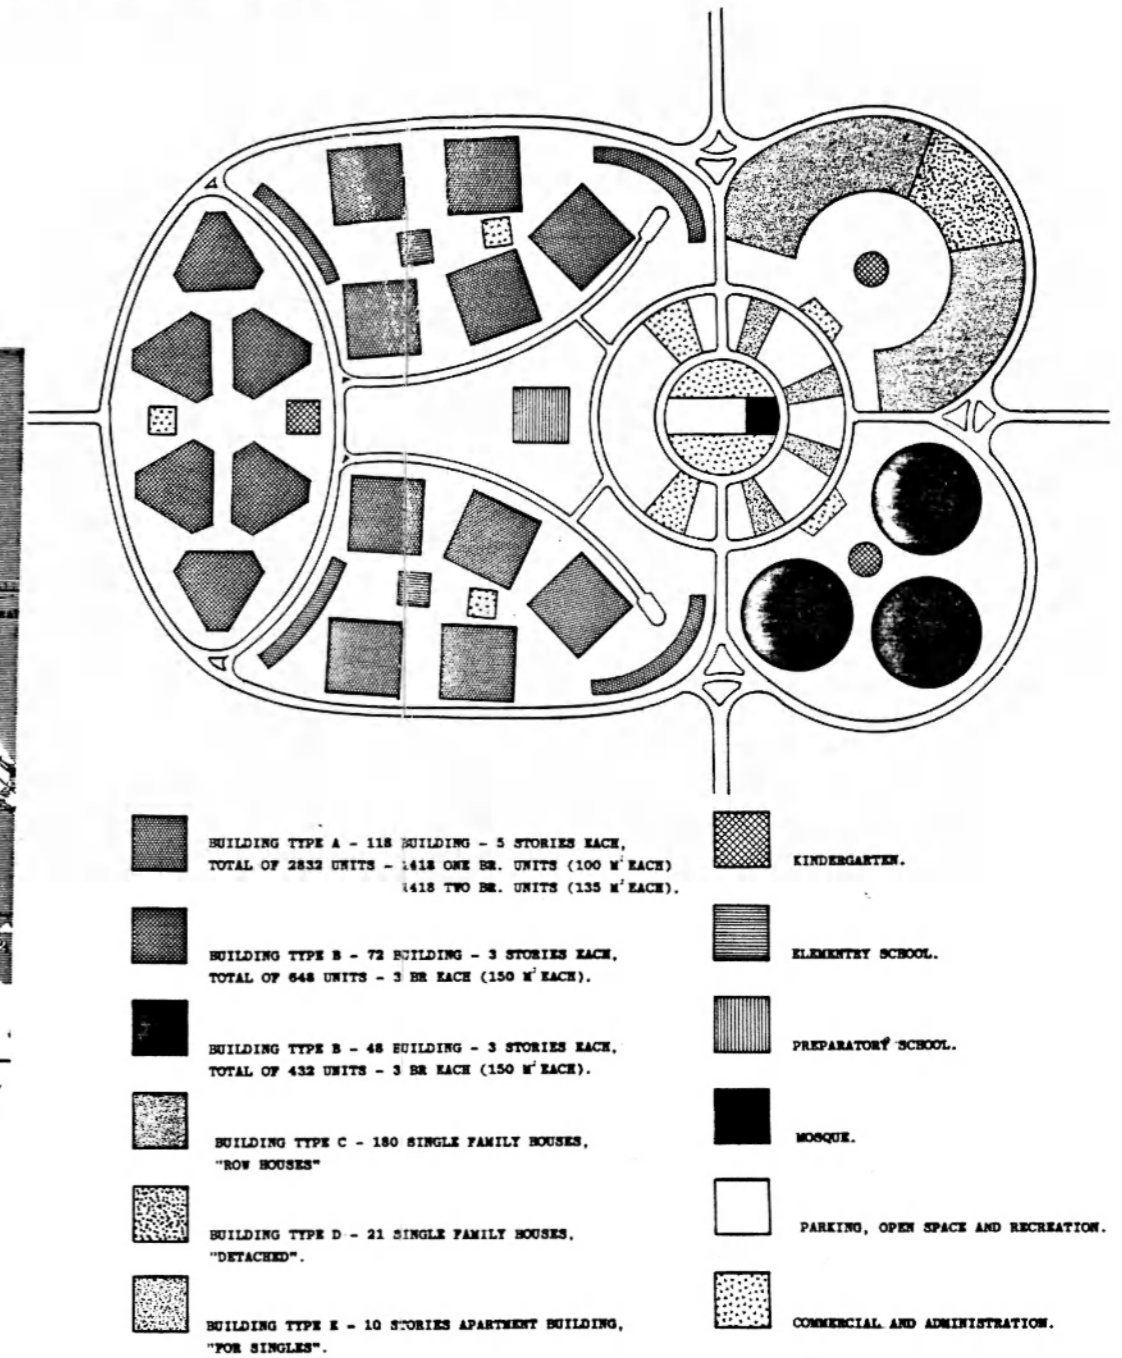 BUILDING TYPE A - 118 BUILDING - 5 STORIES EACH,
TOTAL OF 2832 UNITS - 1418 ONE BR. UNITS (100 M² EACH)
1418 TWO BR. UNITS (135 M² EACH).
BUILDING TYPE B - 72 BUILDING - 3 STORIES EACH,
TOTAL OF 648 UNITS - 3 BR EACH (150 M² EACH).
BUILDING TYPE B - 48 BUILDING - 3 STORIES EACH,
TOTAL OF 432 UNITS - 3 BR EACH (150 M² EACH).
BUILDING TYPE C - 180 SINGLE FAMILY HOUSES,
"ROW HOUSES"
BUILDING TYPE D - 21 SINGLE FAMILY HOUSES,
"DETACHED".
BUILDING TYPE E - 10 STORIES APARTMENT BUILDING,
"FOR SINGLES".
KINDERGARTEN.
ELEMENTRY SCHOOL.
PREPARATORY SCHOOL.
MOSQUE.
PARKING, OPEN SPACE AND RECREATION.
COMMERCIAL AND ADMINISTRATION.